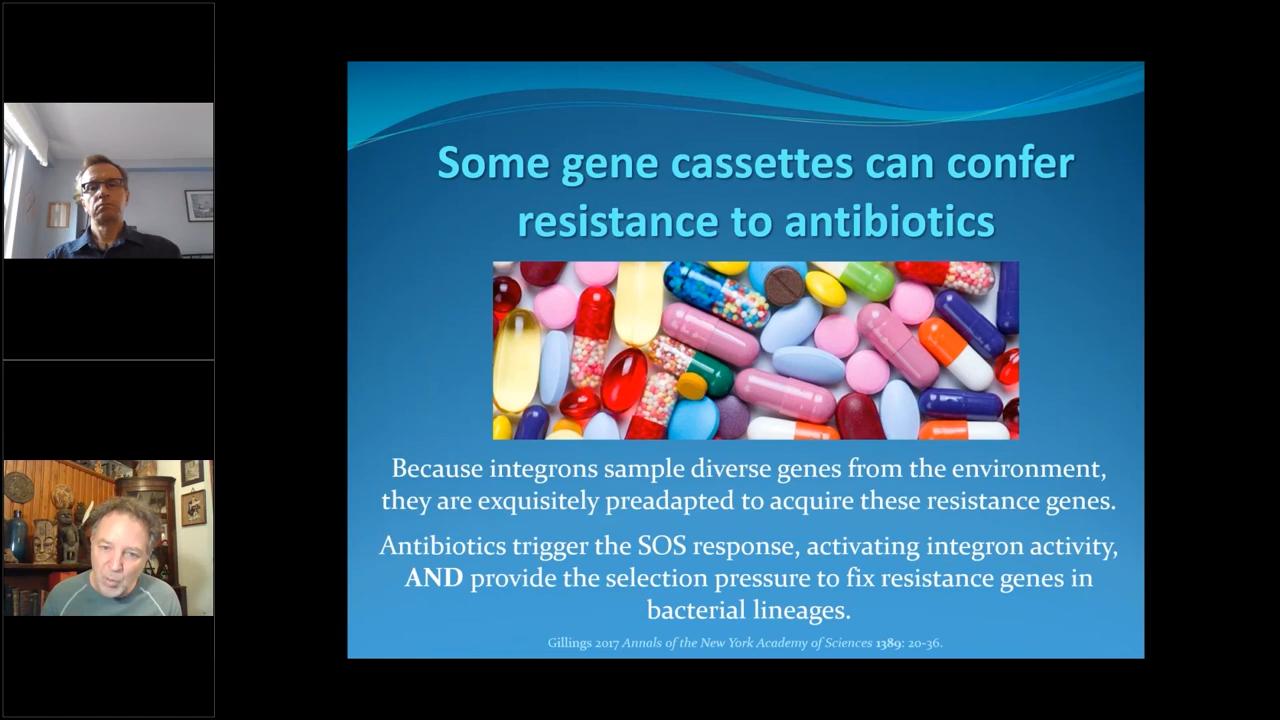 Some gene cassettes can confer
resistance to antibiotics
Because integrons sample diverse genes from the environment,
they are exquisitely preadapted to acquire these resistance genes.
Antibiotics trigger the SOS response, activating integron activity,
AND provide the selection pressure to fix resistance genes in
bacterial lineages.
Gillings 2017 Annals of the New York Academy of Sciences 1389: 20-36.